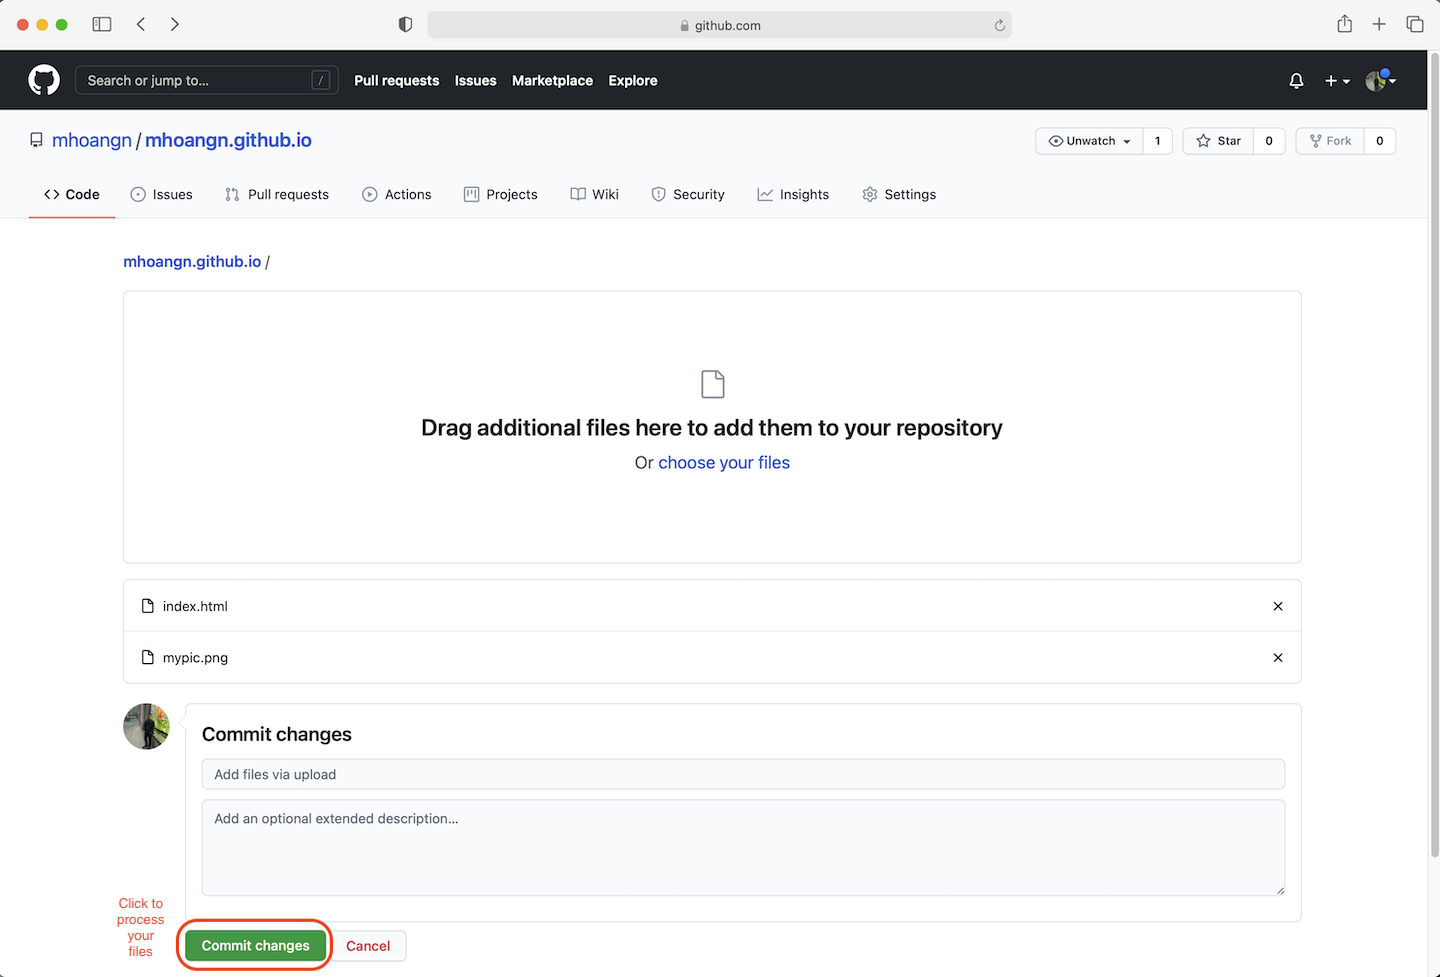 github.com
Search or jump to... /
Pull requests Issues Marketplace Explore
mhoangn / mhoangn.github.io
Unwatch 1 Star 0 Fork 0
Code Issues Pull requests Actions Projects Wiki Security Insights Settings
mhoangn.github.io /
Drag additional files here to add them to your repository
Or choose your files
index.html
mypic.png
Commit changes
Add files via upload
Add an optional extended description...
Click to
process
your
files
Commit changes Cancel